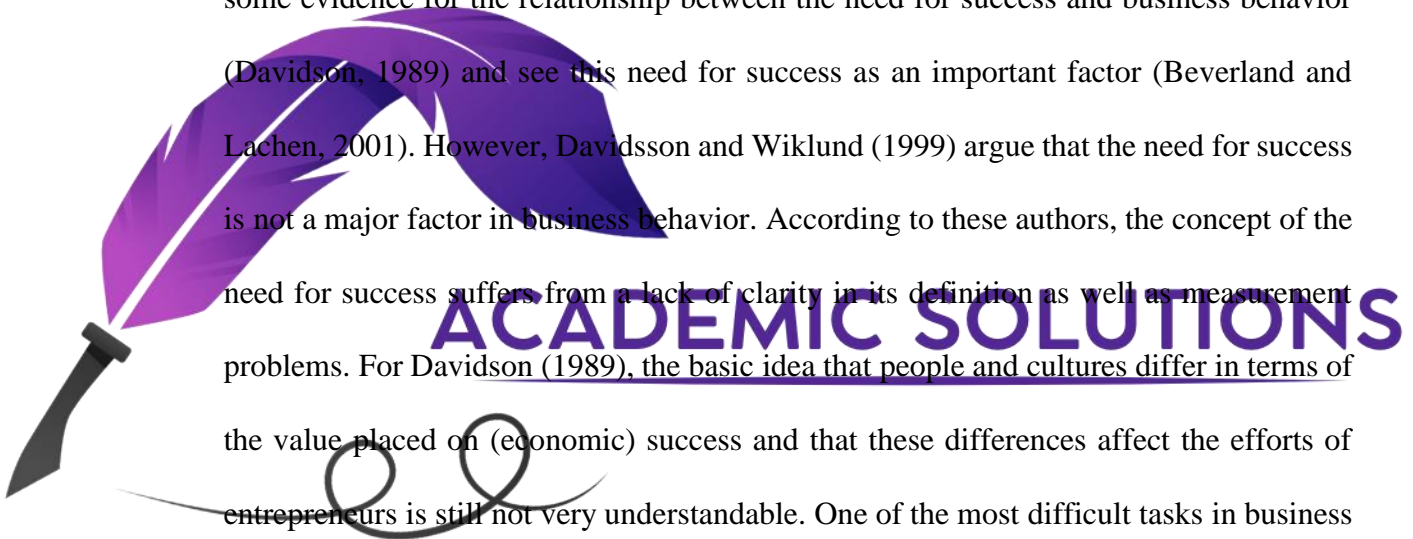 some evidence for the relationship between the need for success and business behavior
(Davidson, 1989) and see this need for success as an important factor (Beverland and
Lachen, 2001). However, Davidsson and Wiklund (1999) argue that the need for success
is not a major factor in business behavior. According to these authors, the concept of the
need for success suffers from a lack of clarity in its definition as well as measurement
ACADEMIC SOLUTIONS
problems. For Davidson (1989), the basic idea that people and cultures differ in terms of
the value placed on (economic) success and that these differences affect the efforts of
entrepreneurs is still not very understandable. One of the most difficult tasks in business